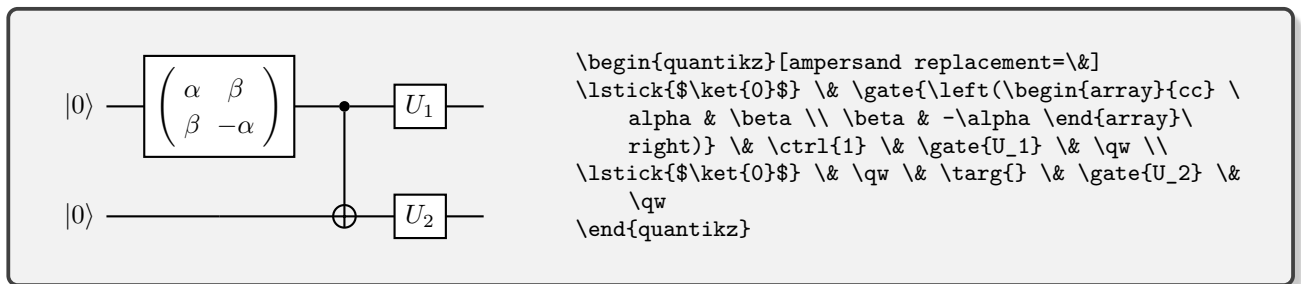 |0⟩ ( α β U₁
β −α )
|0⟩ U₂
\begin{quantikz}[ampersand replacement=\&]
\lstick{$\ket{0}$} \& \gate{\left(\begin{array}{cc} \
alpha & \beta \\ \beta & -\alpha \end{array}\
right)} \& \ctrl{1} \& \gate{U_1} \& \qw \\
\lstick{$\ket{0}$} \& \qw \& \targ{} \& \gate{U_2} \&
\qw
\end{quantikz}